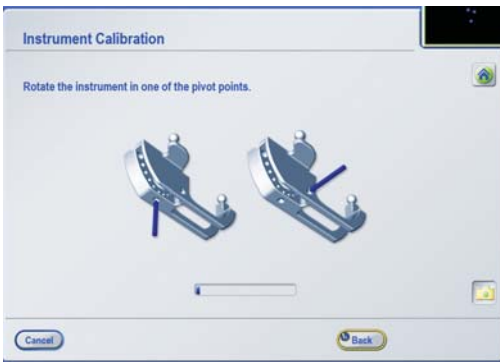 Instrument Calibration
Rotate the instrument in one of the pivot points.
Cancel
Back